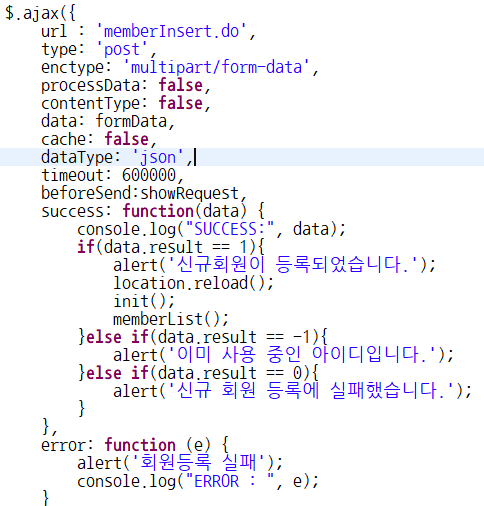 $.ajax({
    url : 'memberInsert.do',
    type: 'post',
    enctype: 'multipart/form-data',
    processData: false,
    contentType: false,
    data: formData,
    cache: false,
    dataType: 'json',
    timeout: 600000,
    beforeSend:showRequest,
    success: function(data) {
        console.log("SUCCESS:", data);
        if(data.result == 1){
            alert('신규회원이 등록되었습니다.');
            location.reload();
            init();
            memberList();
        }else if(data.result == -1){
            alert('이미 사용 중인 아이디입니다.');
        }else if(data.result == 0){
            alert('신규 회원 등록에 실패했습니다.');
        }
    },
    error: function (e) {
        alert('회원등록 실패');
        console.log("ERROR : ", e);
    }